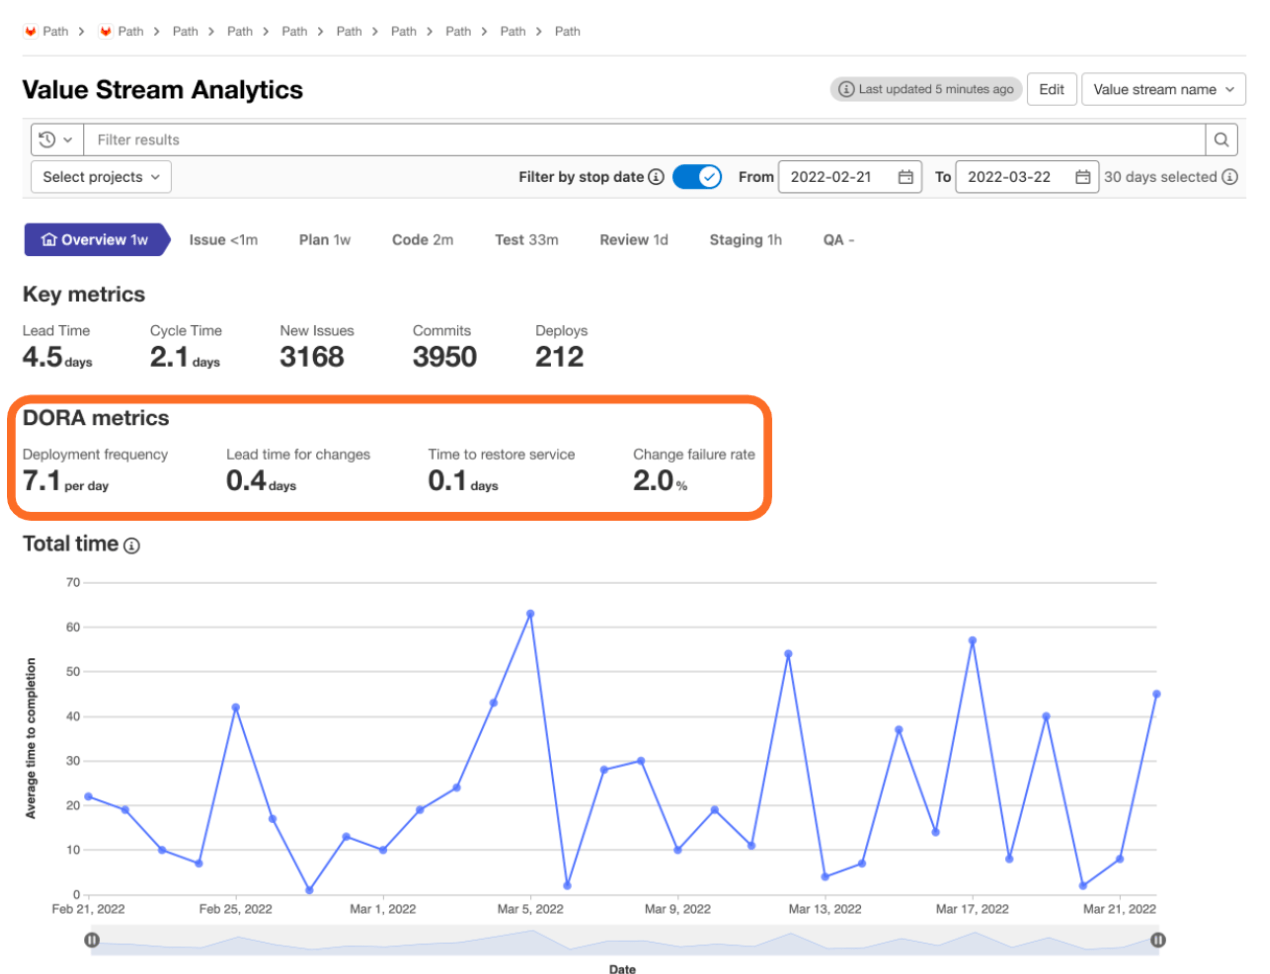 Path > Path > Path > Path > Path > Path > Path > Path > Path > Path
Value Stream Analytics
Last updated 5 minutes ago
Edit
Value stream name
Filter results
Select projects
Filter by stop date
From 2022-02-21
To 2022-03-22
30 days selected
Overview 1w
Issue <1m
Plan 1w
Code 2m
Test 33m
Review 1d
Staging 1h
QA -
Key metrics
Lead Time
4.5 days
Cycle Time
2.1 days
New Issues
3168
Commits
3950
Deploys
212
DORA metrics
Deployment frequency
7.1 per day
Lead time for changes
0.4 days
Time to restore service
0.1 days
Change failure rate
2.0 %
Total time
Average time to completion
70
60
50
40
30
20
10
0
Feb 21, 2022
Feb 25, 2022
Mar 1, 2022
Mar 5, 2022
Mar 9, 2022
Mar 13, 2022
Mar 17, 2022
Mar 21, 2022
Date